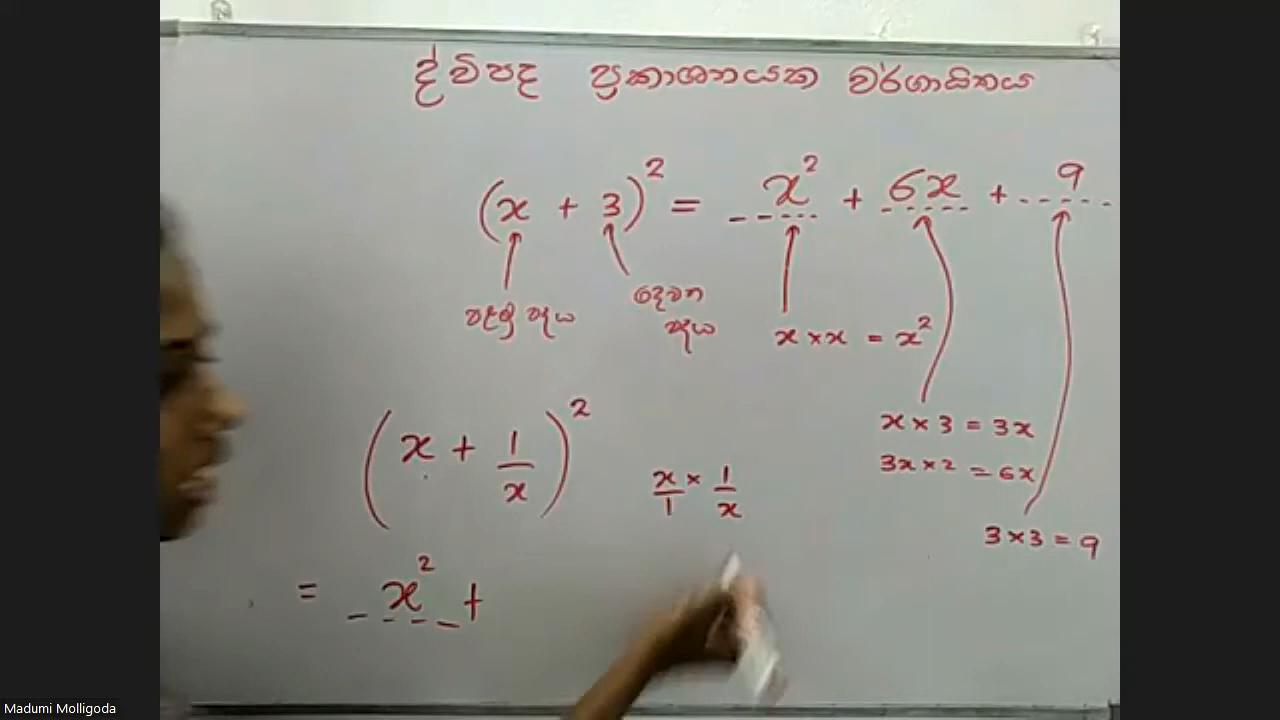 ද්විපද ප්‍රකාශනයක වර්ගායිතය
(x + 3)² = x² + 6x + 9
පළමු පදය
දෙවන පදය
x × x = x²
x × 3 = 3x
3x × 2 = 6x
3 × 3 = 9
(x + 1/x)²
x/1 × 1/x
= x² +
Madumi Molligoda